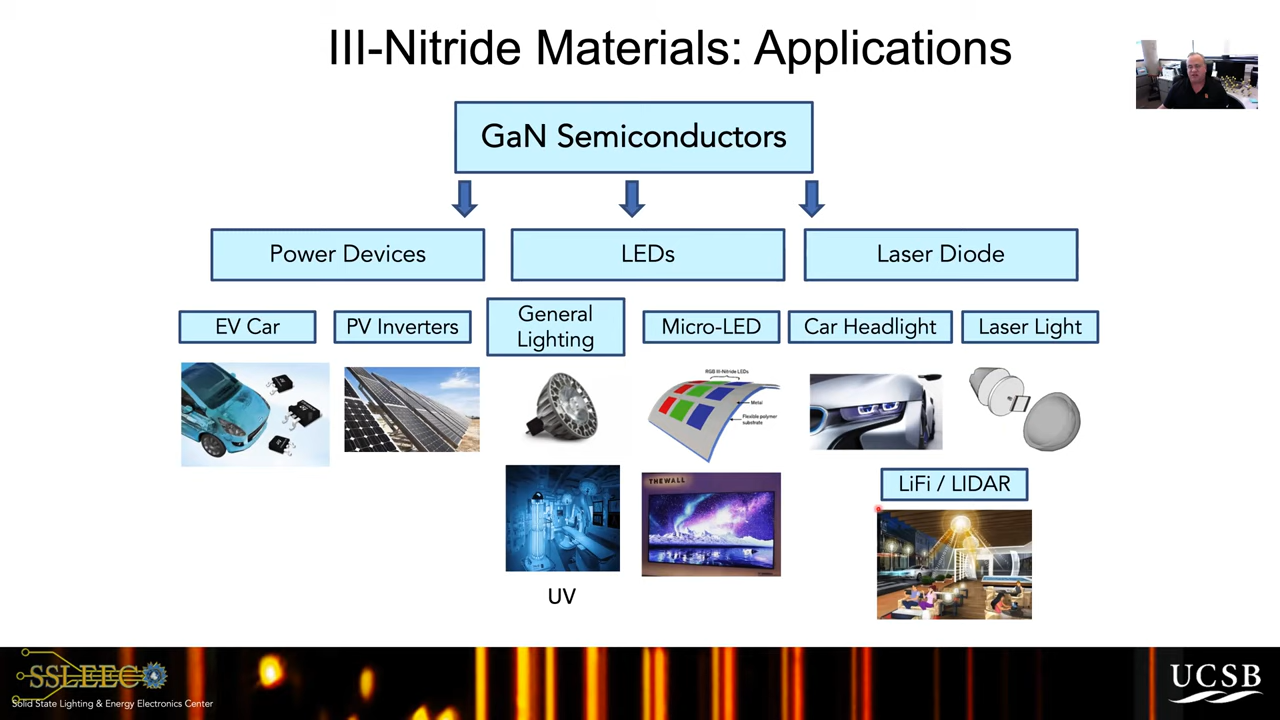 III-Nitride Materials: Applications
GaN Semiconductors
Power Devices
LEDs
Laser Diode
EV Car
PV Inverters
General
Lighting
Micro-LED
Car Headlight
Laser Light
RGB III-Nitride LEDs
Metal
Flexible polymer
substrate
THE WALL
LiFi / LIDAR
UV
SSLEEC
Solid State Lighting & Energy Electronics Center
UCSB